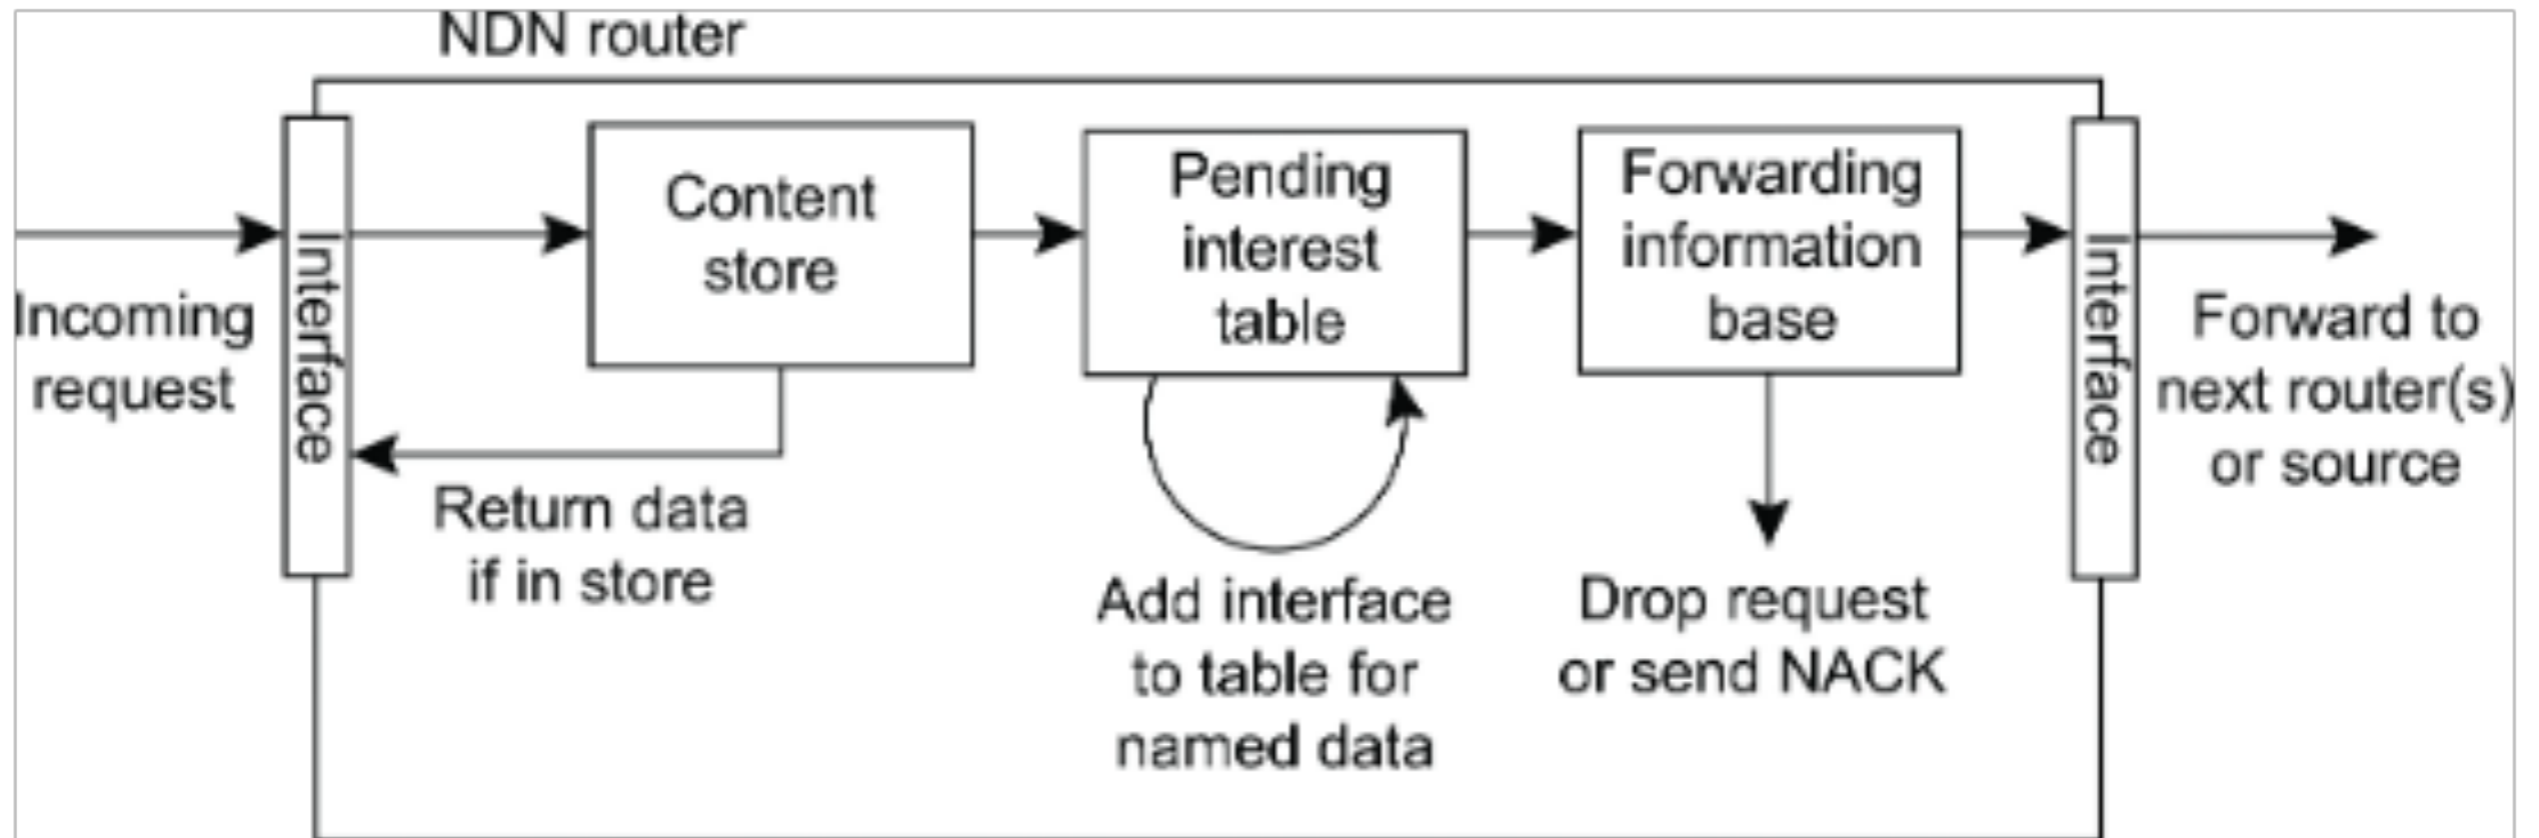 NDN router
Incoming
request
Interface
Content
store
Return data
if in store
Pending
interest
table
Add interface
to table for
named data
Forwarding
information
base
Drop request
or send NACK
Interface
Forward to
next router(s)
or source